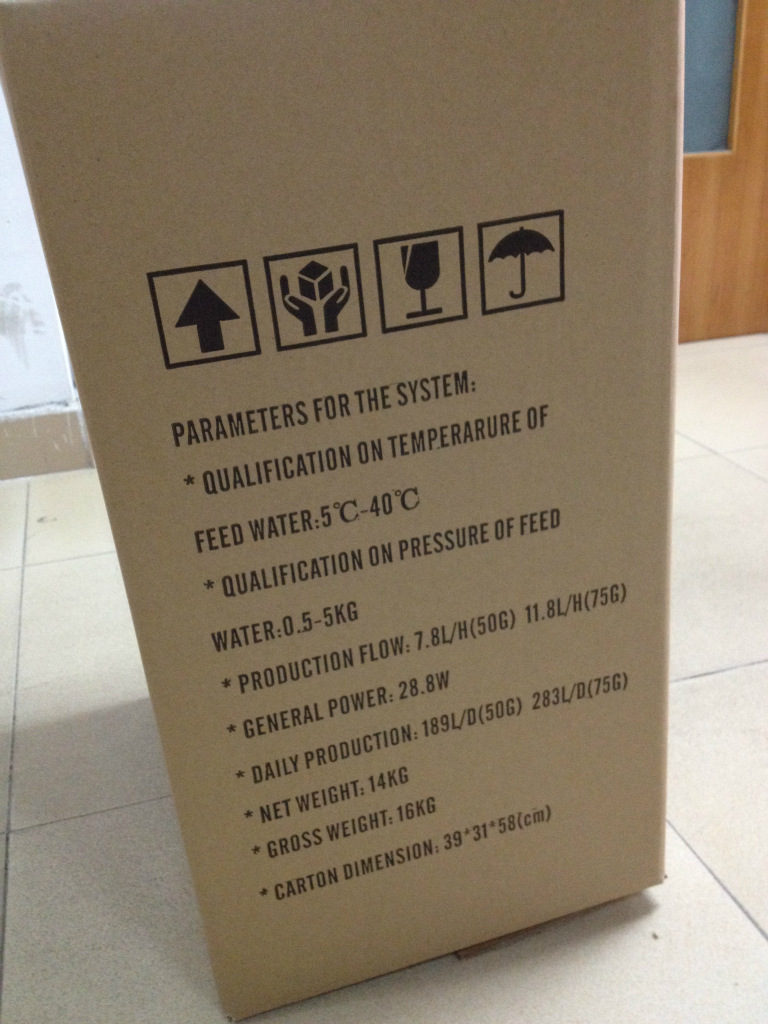 PARAMETERS FOR THE SYSTEM:
* QUALIFICATION ON TEMPERARURE OF
FEED WATER:5℃-40℃
* QUALIFICATION ON PRESSURE OF FEED
WATER:0.5-5KG
* PRODUCTION FLOW: 7.8L/H(50G) 11.8L/H(75G)
* GENERAL POWER: 28.8W
* DAILY PRODUCTION: 189L/D(50G) 283L/D(75G)
* NET WEIGHT: 14KG
* GROSS WEIGHT: 16KG
* CARTON DIMENSION: 39*31*58(cm)